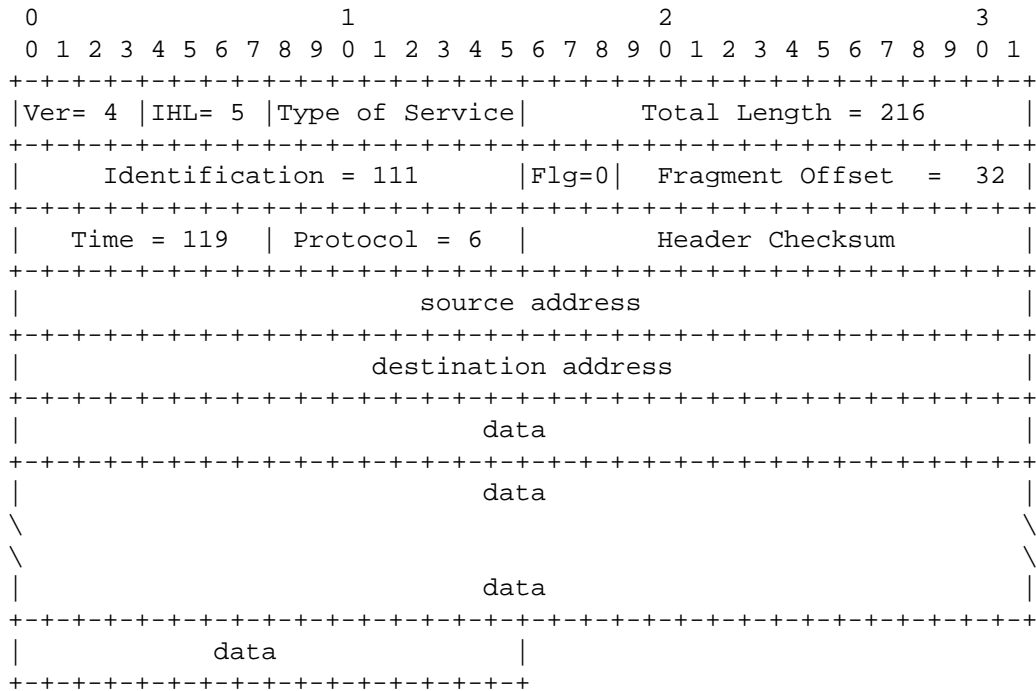 0                   1                   2                   3
 0 1 2 3 4 5 6 7 8 9 0 1 2 3 4 5 6 7 8 9 0 1 2 3 4 5 6 7 8 9 0 1
+-+-+-+-+-+-+-+-+-+-+-+-+-+-+-+-+-+-+-+-+-+-+-+-+-+-+-+-+-+-+-+-+
|Ver= 4 |IHL= 5 |Type of Service|       Total Length = 216      |
+-+-+-+-+-+-+-+-+-+-+-+-+-+-+-+-+-+-+-+-+-+-+-+-+-+-+-+-+-+-+-+-+
|     Identification = 111      |Flg=0|  Fragment Offset  =  32 |
+-+-+-+-+-+-+-+-+-+-+-+-+-+-+-+-+-+-+-+-+-+-+-+-+-+-+-+-+-+-+-+-+
|   Time = 119  | Protocol = 6  |        Header Checksum        |
+-+-+-+-+-+-+-+-+-+-+-+-+-+-+-+-+-+-+-+-+-+-+-+-+-+-+-+-+-+-+-+-+
|                         source address                        |
+-+-+-+-+-+-+-+-+-+-+-+-+-+-+-+-+-+-+-+-+-+-+-+-+-+-+-+-+-+-+-+-+
|                      destination address                      |
+-+-+-+-+-+-+-+-+-+-+-+-+-+-+-+-+-+-+-+-+-+-+-+-+-+-+-+-+-+-+-+-+
|                             data                              |
+-+-+-+-+-+-+-+-+-+-+-+-+-+-+-+-+-+-+-+-+-+-+-+-+-+-+-+-+-+-+-+-+
|                             data                              |
\                                                               \
\                                                               \
|                             data                              |
+-+-+-+-+-+-+-+-+-+-+-+-+-+-+-+-+-+-+-+-+-+-+-+-+-+-+-+-+-+-+-+-+
|            data               |
+-+-+-+-+-+-+-+-+-+-+-+-+-+-+-+-+